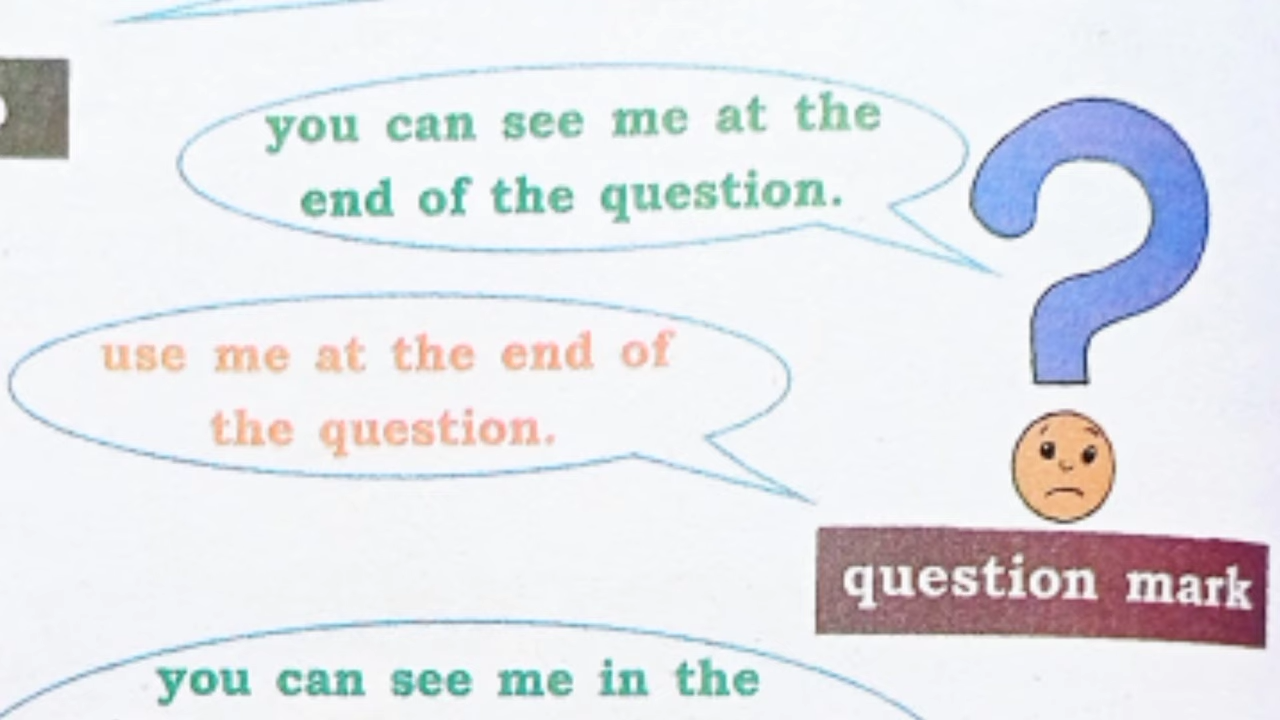 you can see me at the
end of the question.
use me at the end of
the question.
question mark
you can see me in the